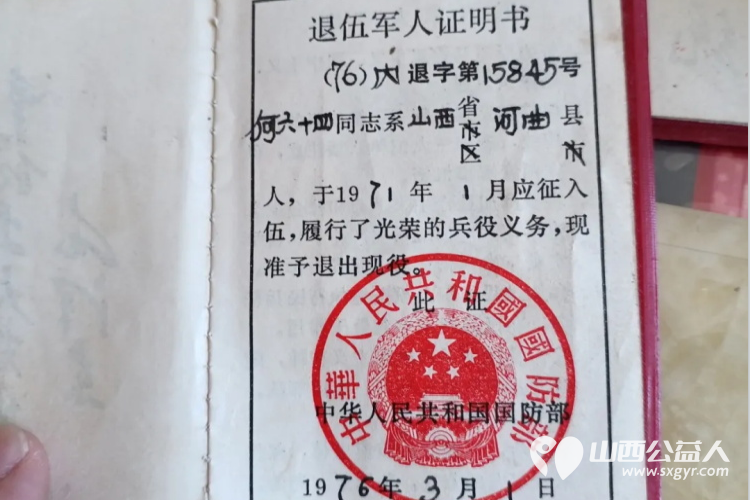 退伍军人证明书
(76)内退字第15845号
何六十四同志系山西省市区河曲县市
人，于1971年1月应征入
伍，履行了光荣的兵役义务，现
准予退出现役。
此证
中華人民共和國國防部
中华人民共和国国防部
1976年3月1日
山西公益人
www.sxgyr.com